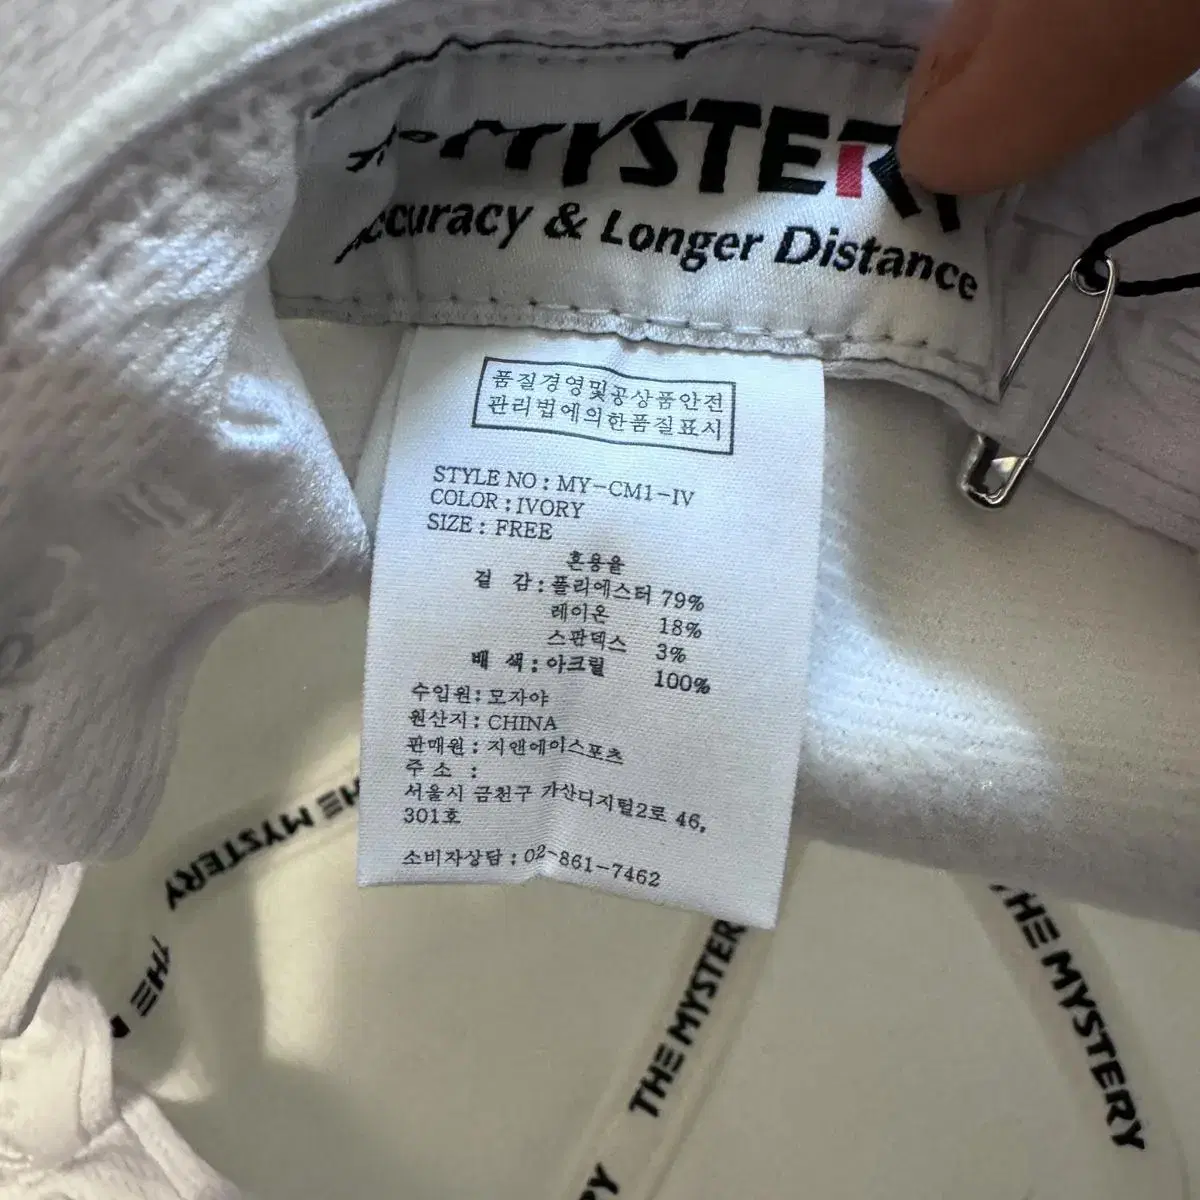 MYSTERY
Accuracy & Longer Distance
품질경영및공상품안전
관리법에의한품질표시
STYLE NO : MY-CM1-IV
COLOR : IVORY
SIZE : FREE
혼용율
겉 감 : 폴리에스터 79%
레이온 18%
스판덱스 3%
배 색 : 아크릴 100%
수입원 : 모자야
원산지 : CHINA
판매원 : 지앤에이스포츠
주 소 :
서울시 금천구 가산디지털2로 46,
301호
소비자상담 : 02-861-7462
THE MYSTERY
THE
THE MYSTERY
THE MYSTERY